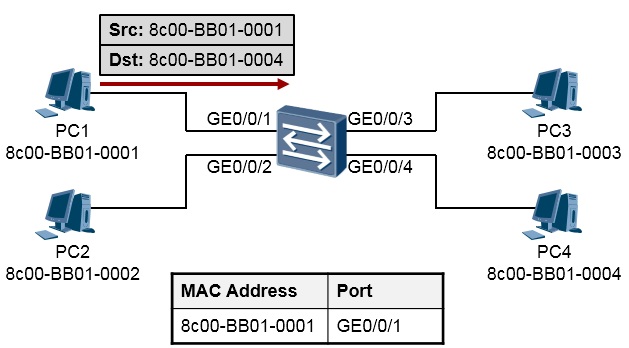 Src: 8c00-BB01-0001
Dst: 8c00-BB01-0004
GE0/0/1
GE0/0/3
PC1
8c00-BB01-0001
PC3
8c00-BB01-0003
GE0/0/2
GE0/0/4
PC2
8c00-BB01-0002
PC4
8c00-BB01-0004
MAC Address Port
8c00-BB01-0001 GE0/0/1